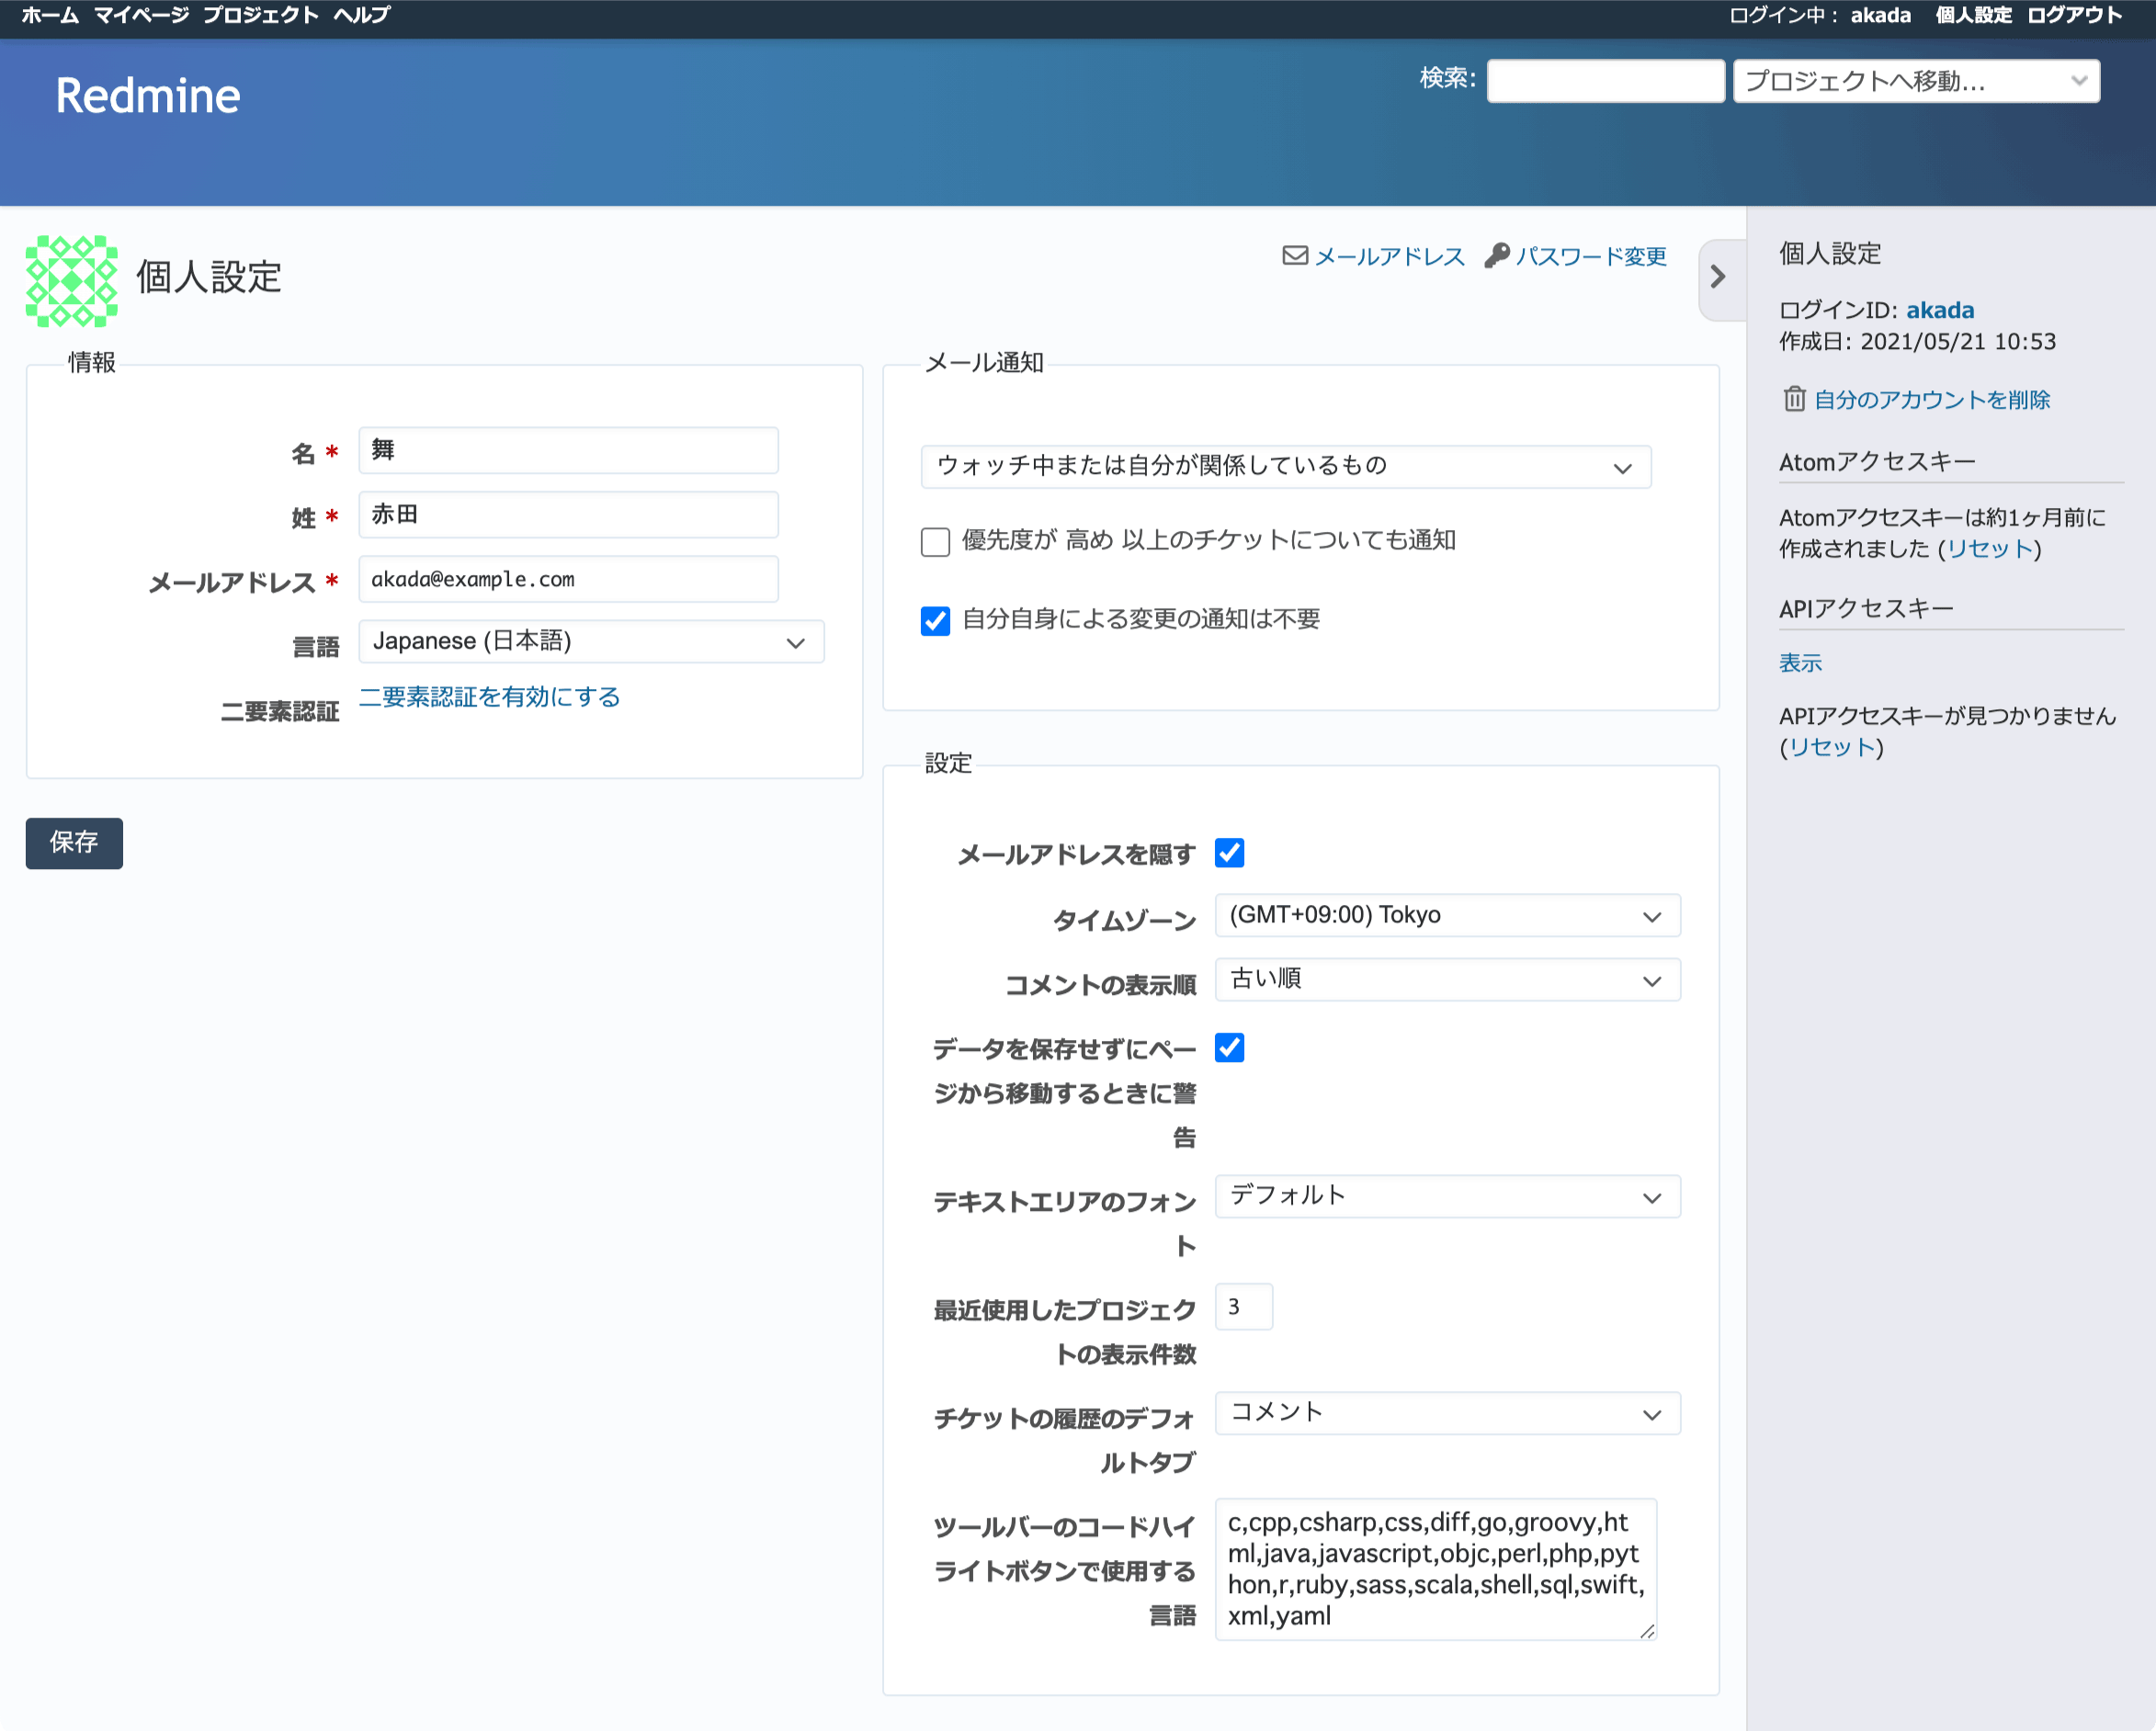 ホーム マイページ プロジェクト ヘルプ
ログイン中： akada 個人設定 ログアウト
Redmine
検索:
プロジェクトへ移動...
個人設定
メールアドレス パスワード変更
情報
名 *
舞
姓 *
赤田
メールアドレス *
akada@example.com
言語
Japanese (日本語)
二要素認証
二要素認証を有効にする
保存
メール通知
ウォッチ中または自分が関係しているもの
優先度が 高め 以上のチケットについても通知
自分自身による変更の通知は不要
設定
メールアドレスを隠す
タイムゾーン
(GMT+09:00) Tokyo
コメントの表示順
古い順
データを保存せずにペー
ジから移動するときに警
告
テキストエリアのフォン
ト
デフォルト
最近使用したプロジェク
トの表示件数
3
チケットの履歴のデフォ
ルトタブ
コメント
ツールバーのコードハイ
ライトボタンで使用する
言語
c,cpp,csharp,css,diff,go,groovy,ht
ml,java,javascript,objc,perl,php,pyt
hon,r,ruby,sass,scala,shell,sql,swift,
xml,yaml
個人設定
ログインID: akada
作成日: 2021/05/21 10:53
自分のアカウントを削除
Atomアクセスキー
Atomアクセスキーは約1ヶ月前に
作成されました (リセット)
APIアクセスキー
表示
APIアクセスキーが見つかりません
(リセット)